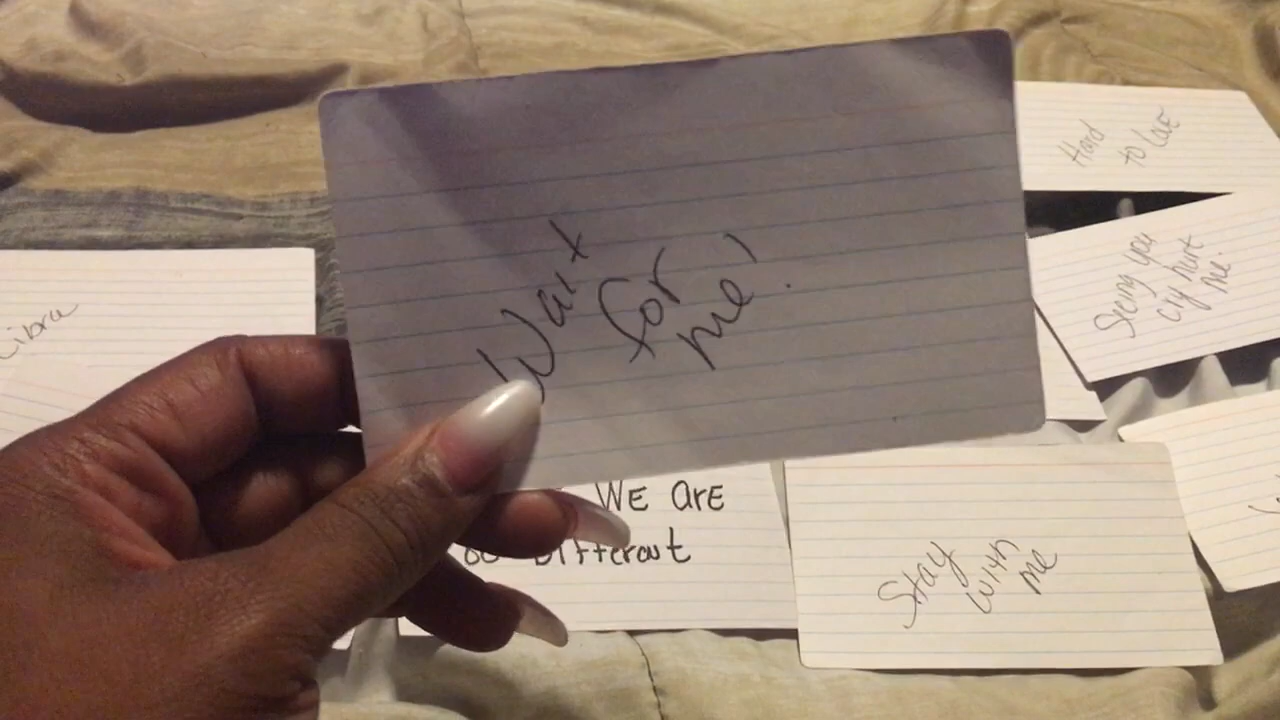 Wait
for
me!
Hard
to love
Seeing you
cry hurt
me.
Libra
WE are
Different
Stay
with
me